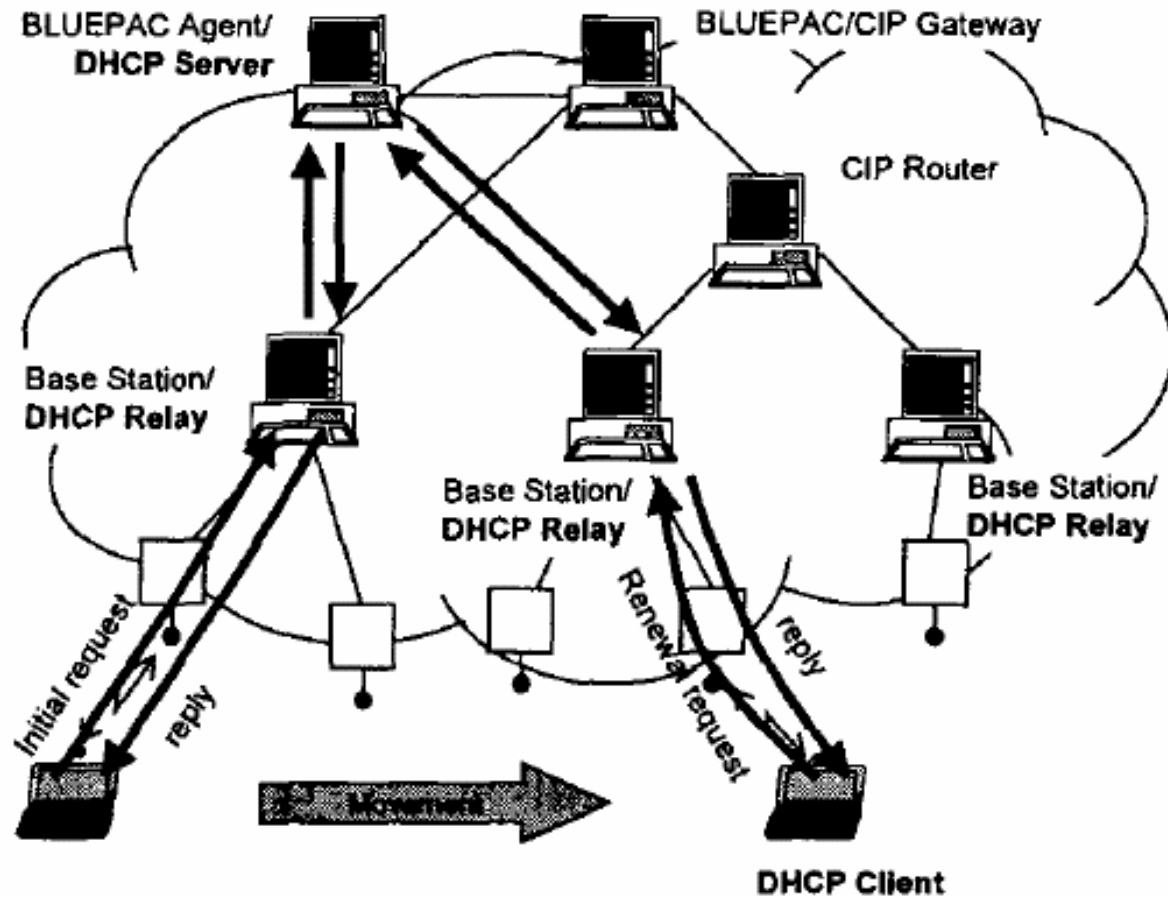 BLUEPAC Agent/
DHCP Server
BLUEPAC/CIP Gateway
CIP Router
Base Station/
DHCP Relay
Base Station/
DHCP Relay
Base Station/
DHCP Relay
Initial request
reply
Renewal request
reply
Movement
DHCP Client